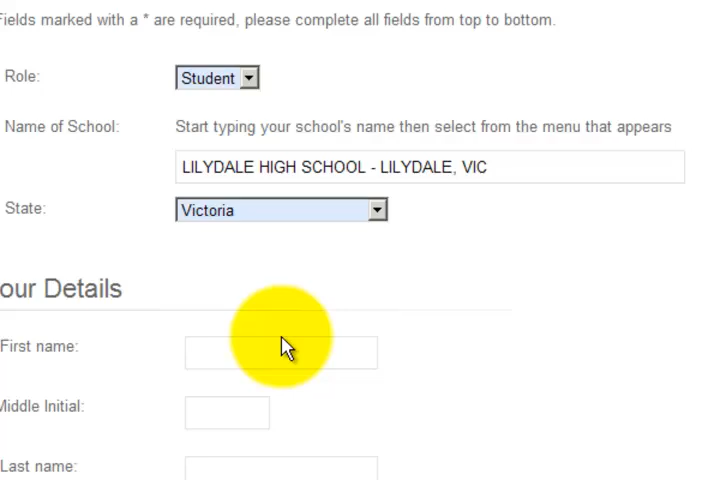 Fields marked with a * are required, please complete all fields from top to bottom.
Role:
Student
Name of School:
Start typing your school's name then select from the menu that appears
LILYDALE HIGH SCHOOL - LILYDALE, VIC
State:
Victoria
our Details
First name:
Middle Initial:
Last name: